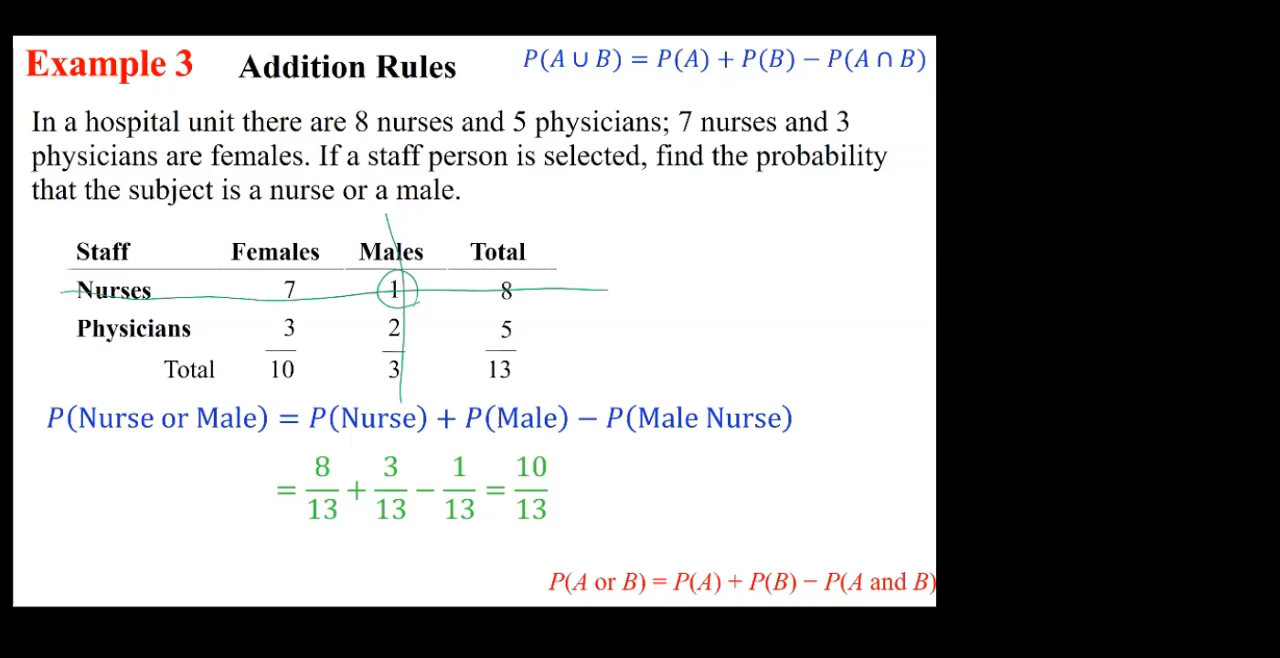 Example 3 Addition Rules P(A ∪ B) = P(A) + P(B) − P(A ∩ B)
In a hospital unit there are 8 nurses and 5 physicians; 7 nurses and 3
physicians are females. If a staff person is selected, find the probability
that the subject is a nurse or a male.
Staff Females Males Total
Nurses 7 1 8
Physicians 3 2 5
Total 10 3 13
P(Nurse or Male) = P(Nurse) + P(Male) − P(Male Nurse)
= 8/13 + 3/13 − 1/13 = 10/13
P(A or B) = P(A) + P(B) − P(A and B)